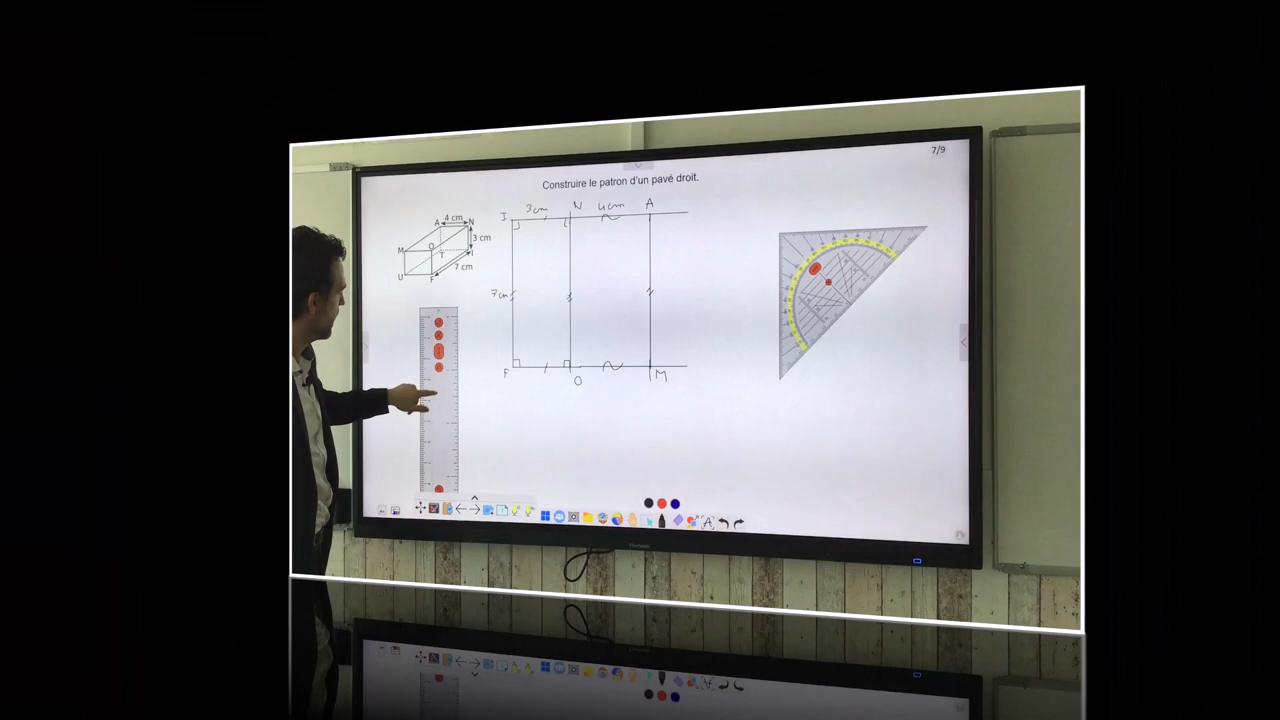 7/9
Construire le patron d'un pavé droit.
4 cm
A N
3 cm
M O
T I
7 cm
U F
I 3cm N 4cm A
7cm
F O M